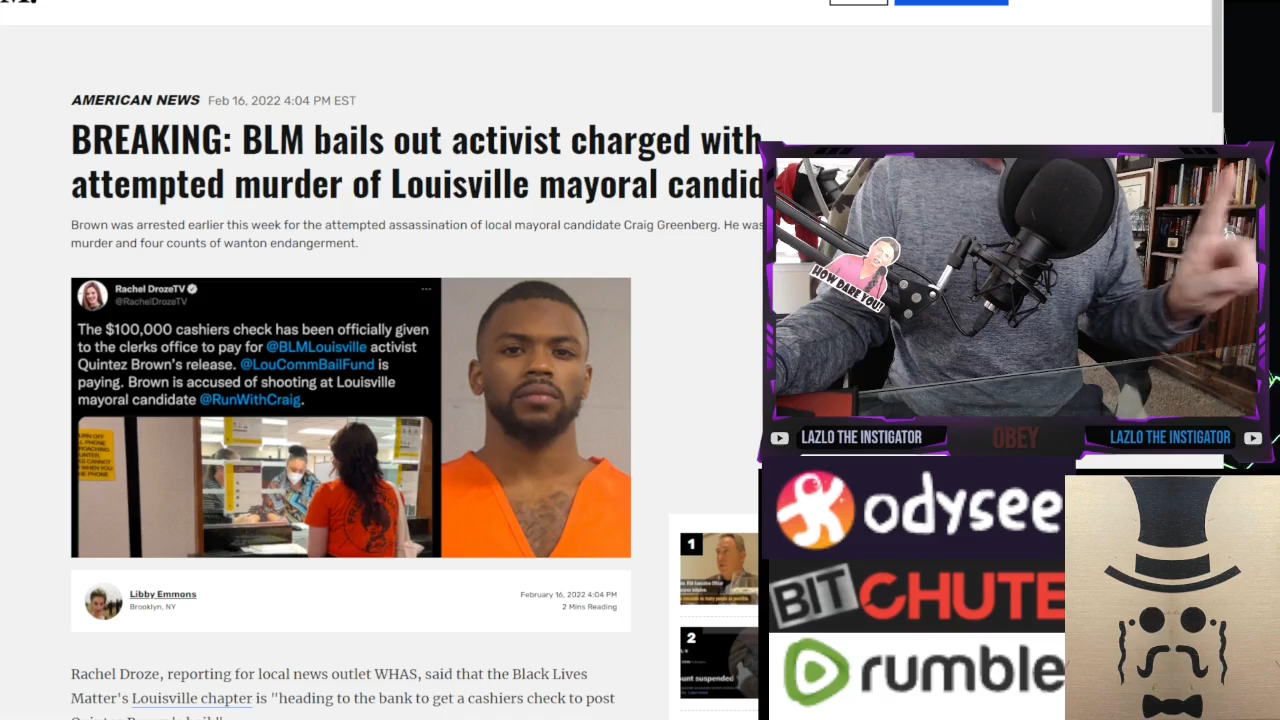 AMERICAN NEWS Feb 16, 2022 4:04 PM EST
BREAKING: BLM bails out activist charged with
attempted murder of Louisville mayoral candid
Brown was arrested earlier this week for the attempted assassination of local mayoral candidate Craig Greenberg. He was
murder and four counts of wanton endangerment.
Rachel DrozeTV
@RachelDrozeTV
The $100,000 cashiers check has been officially given
to the clerks office to pay for @BLMLouisville activist
Quintez Brown's release. @LouCommBailFund is
paying. Brown is accused of shooting at Louisville
mayoral candidate @RunWithCraig.
HOW DARE YOU!
LAZLO THE INSTIGATOR
OBEY
LAZLO THE INSTIGATOR
odysee
BIT CHUTE
rumble
1
2
unt suspended
Libby Emmons
Brooklyn, NY
February 16, 2022 4:04 PM
2 Mins Reading
Rachel Droze, reporting for local news outlet WHAS, said that the Black Lives
Matter's Louisville chapter is "heading to the bank to get a cashiers check to post